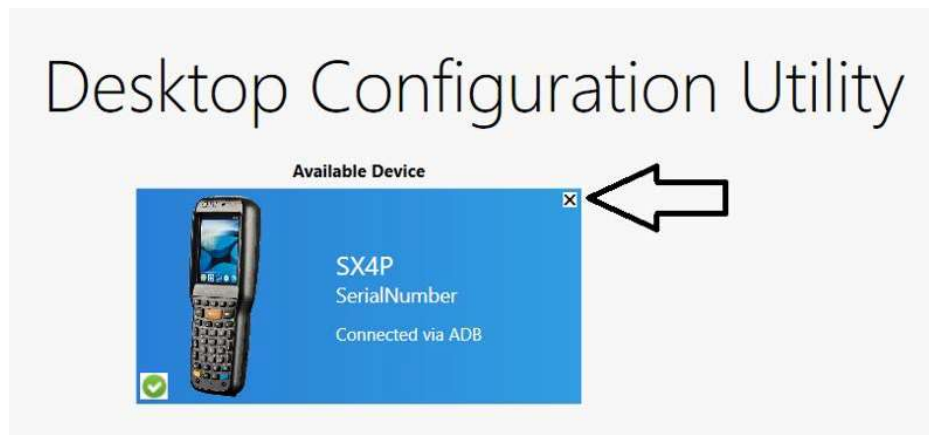 Desktop Configuration Utility
Available Device
SX4P
SerialNumber
Connected via ADB